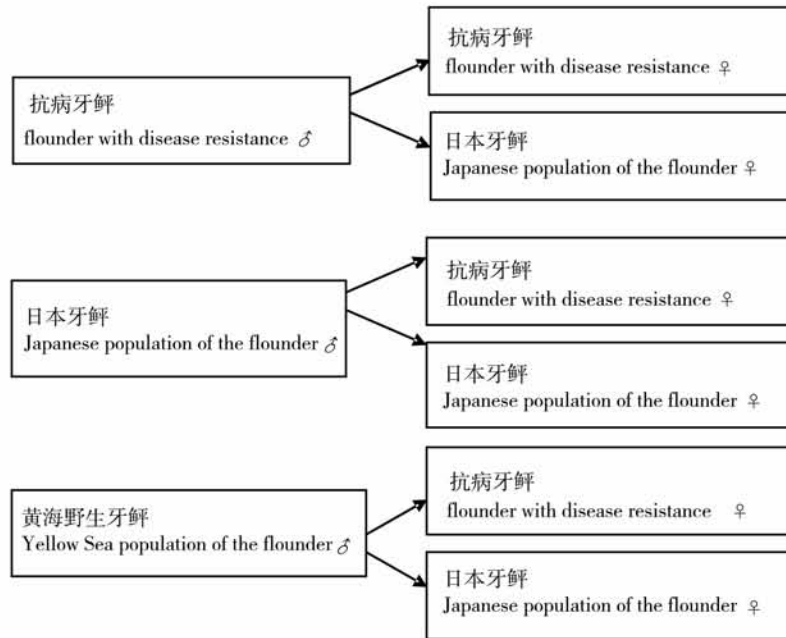 抗病牙鲆
flounder with disease resistance ♂
抗病牙鲆
flounder with disease resistance ♀
日本牙鲆
Japanese population of the flounder ♀
日本牙鲆
Japanese population of the flounder ♂
抗病牙鲆
flounder with disease resistance ♀
日本牙鲆
Japanese population of the flounder ♀
黄海野生牙鲆
Yellow Sea population of the flounder ♂
抗病牙鲆
flounder with disease resistance ♀
日本牙鲆
Japanese population of the flounder ♀